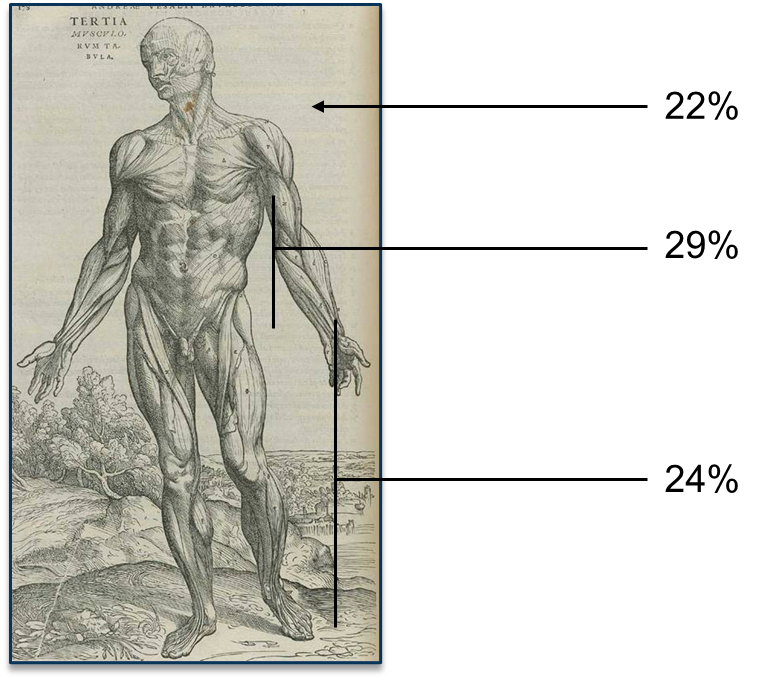 TERTIA
MVSCVLO-
RVM TA-
BVLA.
22%
29%
24%